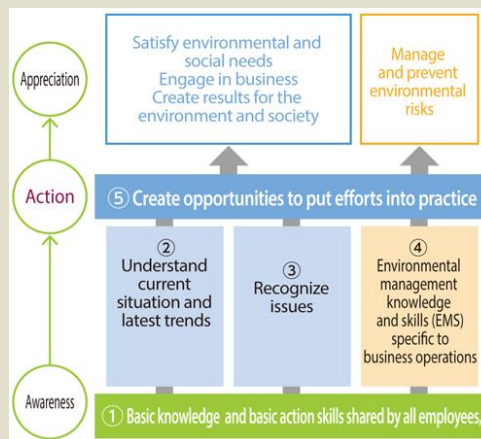 Appreciation
Satisfy environmental and
social needs
Engage in business
Create results for the
environment and society
Manage
and prevent
environmental
risks
Action
⑤ Create opportunities to put efforts into practice
②
Understand
current
situation and
latest trends
③
Recognize
issues
④
Environmental
management
knowledge
and skills (EMS)
specific to
business operations
Awareness
① Basic knowledge and basic action skills shared by all employees,